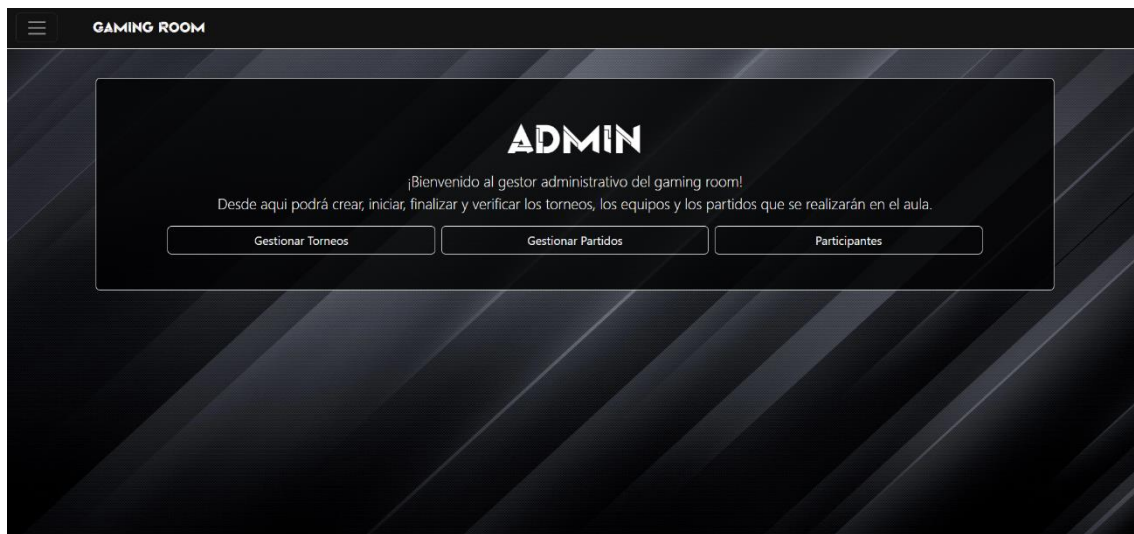 GAMING ROOM
ADMIN
¡Bienvenido al gestor administrativo del gaming room!
Desde aqui podrá crear, iniciar, finalizar y verificar los torneos, los equipos y los partidos que se realizarán en el aula.
Gestionar Torneos
Gestionar Partidos
Participantes